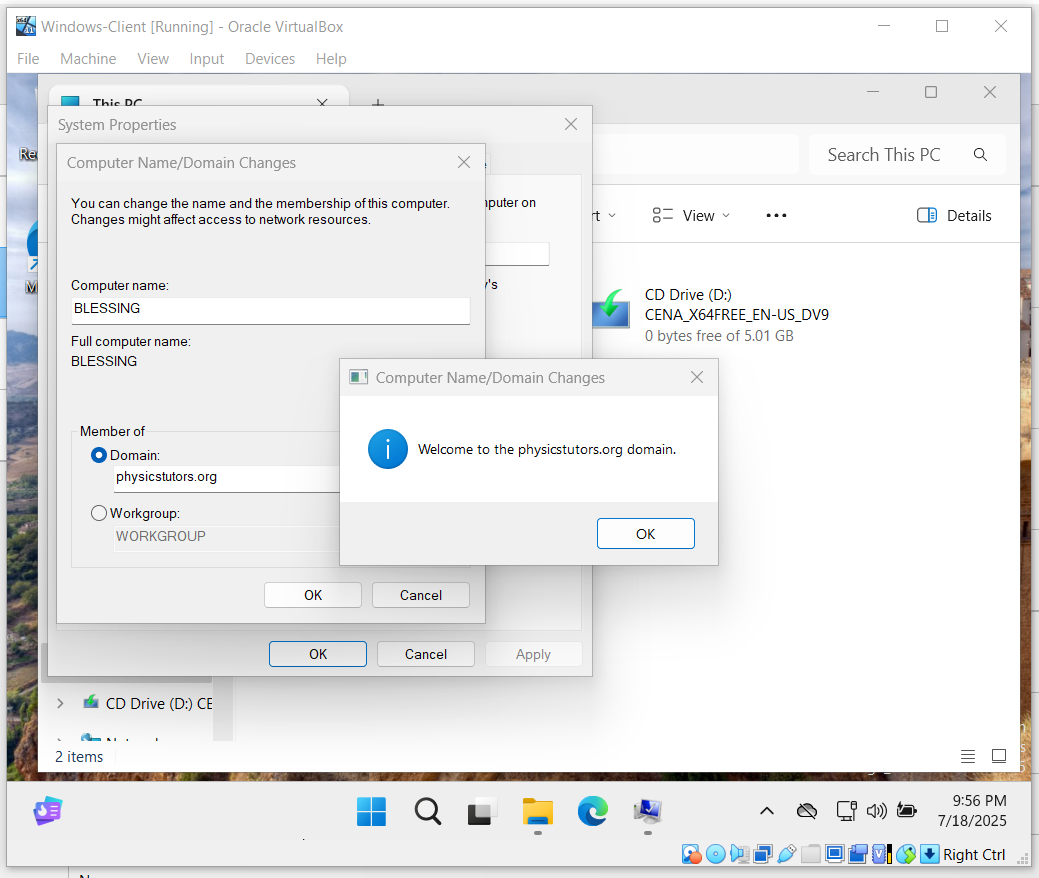 Windows-Client [Running] - Oracle VirtualBox
File Machine View Input Devices Help
This PC
System Properties
Search This PC
Computer Name/Domain Changes
You can change the name and the membership of this computer.
Changes might affect access to network resources.
View
Details
Computer name:
BLESSING
Full computer name:
BLESSING
CD Drive (D:)
CENA_X64FREE_EN-US_DV9
0 bytes free of 5.01 GB
Computer Name/Domain Changes
Welcome to the physicstutors.org domain.
OK
Member of
Domain:
physicstutors.org
Workgroup:
WORKGROUP
OK Cancel
OK Cancel Apply
CD Drive (D:) CE
2 items
9:56 PM
7/18/2025
Right Ctrl